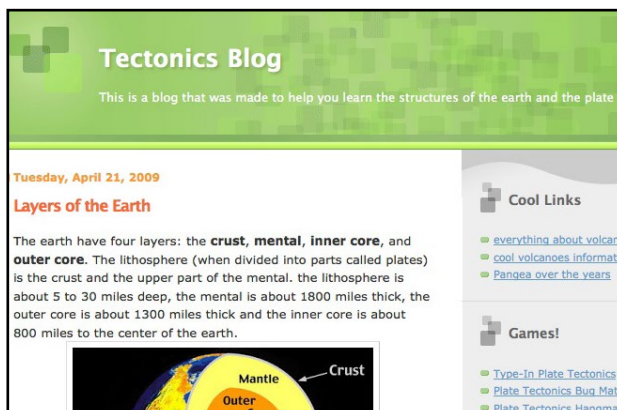 Tectonics Blog
This is a blog that was made to help you learn the structures of the earth and the plate
Tuesday, April 21, 2009
Layers of the Earth
The earth have four layers: the crust, mental, inner core, and
outer core. The lithosphere (when divided into parts called plates)
is the crust and the upper part of the mental. the lithosphere is
about 5 to 30 miles deep, the mental is about 1800 miles thick, the
outer core is about 1300 miles thick and the inner core is about
800 miles to the center of the earth.
Crust
Mantle
Outer
Cool Links
everything about volcan
cool volcanoes informat
Pangea over the years
Games!
Type-In Plate Tectonics
Plate Tectonics Bug Mat
Plate Tectonics Hangma